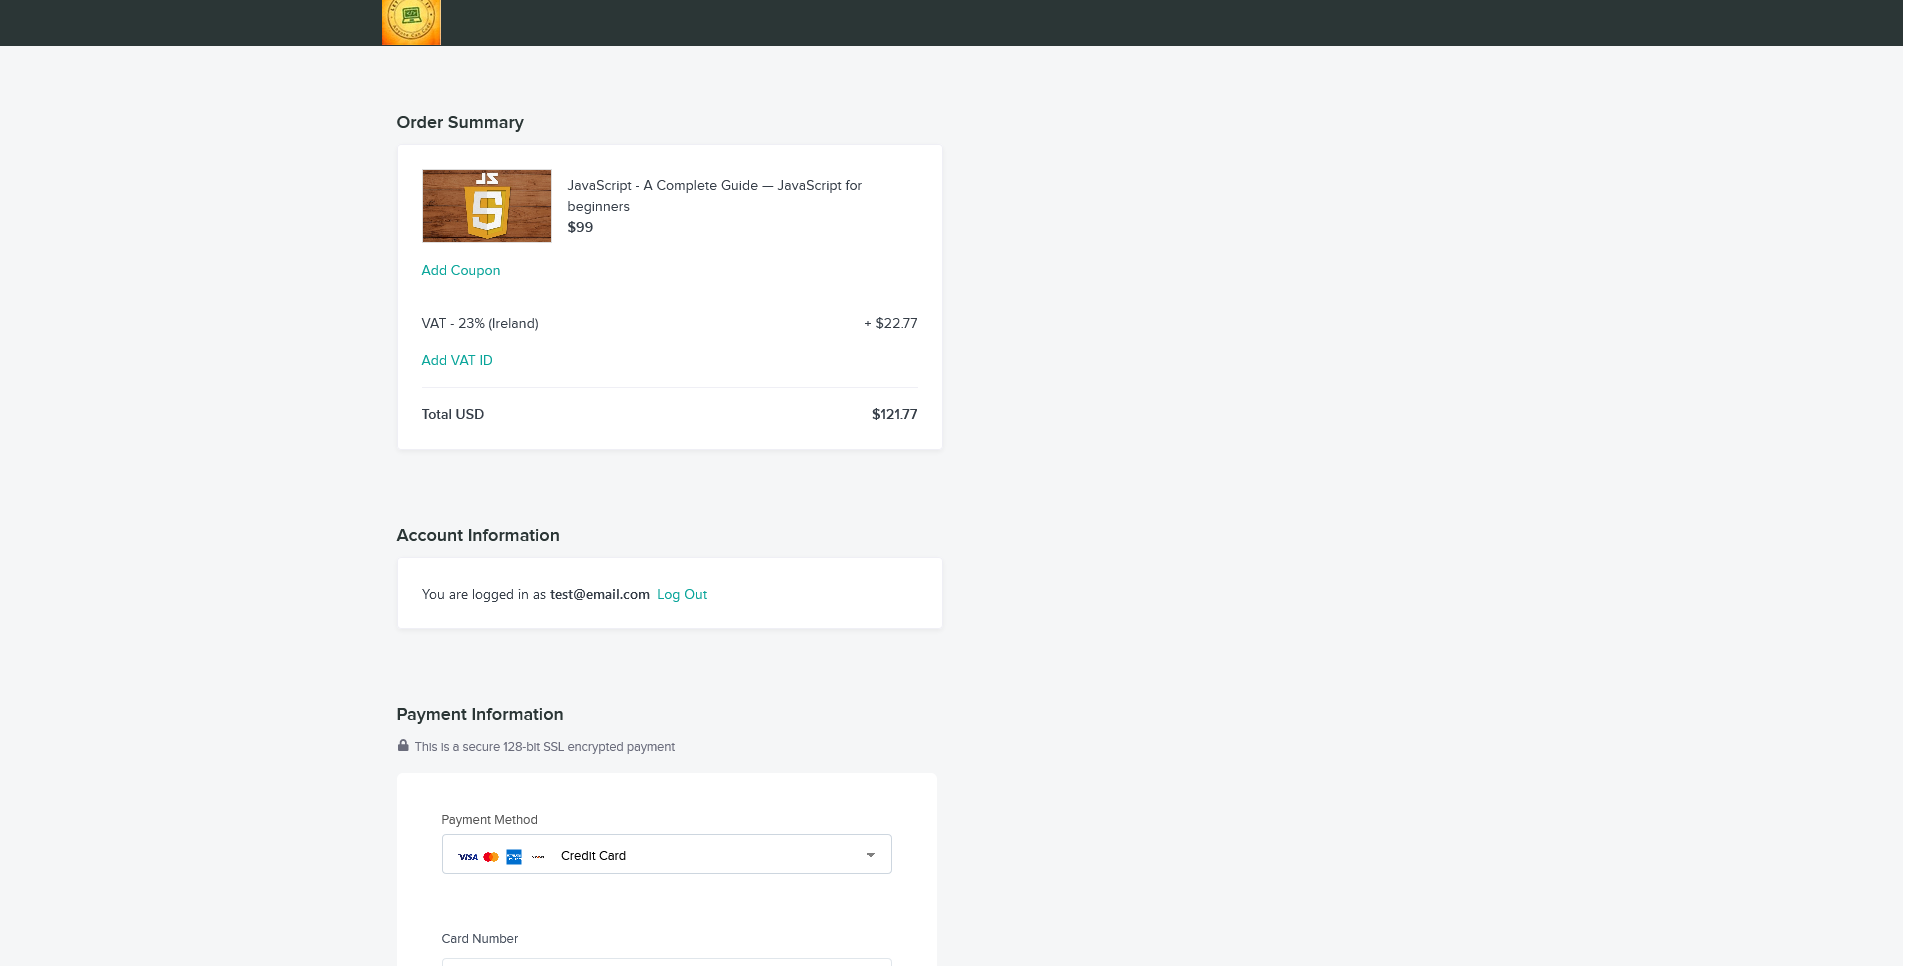 Order Summary
JavaScript - A Complete Guide — JavaScript for
beginners
$99
Add Coupon
VAT - 23% (Ireland)
+ $22.77
Add VAT ID
Total USD
$121.77
Account Information
You are logged in as test@email.com Log Out
Payment Information
This is a secure 128-bit SSL encrypted payment
Payment Method
VISA
Credit Card
Card Number